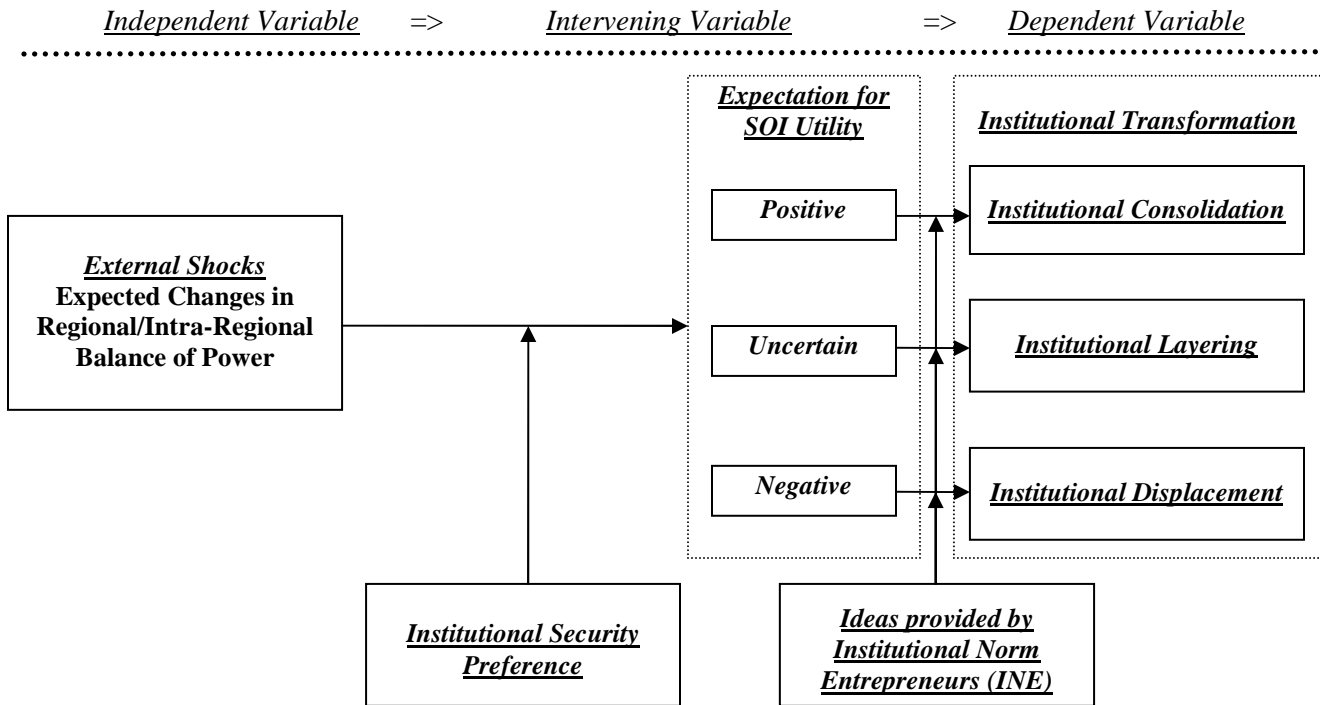 Independent Variable => Intervening Variable => Dependent Variable
Expectation for
SOI Utility
Institutional Transformation
Positive
Institutional Consolidation
External Shocks
Expected Changes in
Regional/Intra-Regional
Balance of Power
Uncertain
Institutional Layering
Negative
Institutional Displacement
Institutional Security
Preference
Ideas provided by
Institutional Norm
Entrepreneurs (INE)